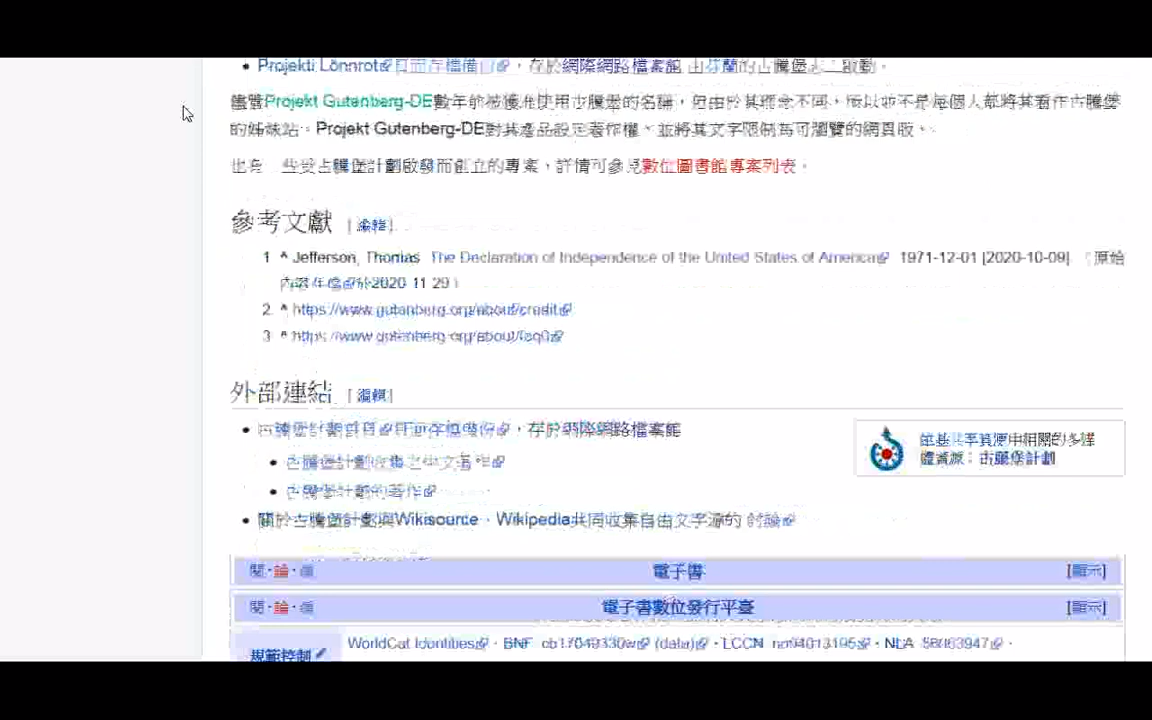 Projekti Lönnrot 頁面存檔備份，存於網際網路檔案館 由芬蘭的古騰堡志工啟動。
儘管Projekt Gutenberg-DE數年前被獲准使用古騰堡的名稱，但由於其理念不同，所以並不是每個人都將其看作古騰堡
的姊妹站。Projekt Gutenberg-DE對其產品設定著作權、並將其文字限制為可瀏覽的網頁版、。
也有一些受古騰堡計劃啟發而創立的專案、詳情可參見數位圖書館專案列表。
參考文獻 [編輯]
1 ^ Jefferson, Thomas The Declaration of Independence of the United States of America 1971-12-01 [2020-10-09] （原始
內容存檔於2020-11-29）
2. ^ https://www.gutenberg.org/about/credit
3 ^ https://www.gutenberg.org/about/faq0
外部連結 [編輯]
古騰堡計劃首頁 頁面存檔備份，存於網際網路檔案館
古騰堡計劃收集之中文著作
古騰堡計劃的著作
關於古騰堡計劃與Wikisource、Wikipedia共同收集自由文字源的 討論
維基共享資源中相關的多媒
體資源：古騰堡計劃
閱·論·編 電子書 [顯示]
閱·論·編 電子書數位發行平臺 [顯示]
規範控制 WorldCat Identities · BNF (data) · LCCN · NLA